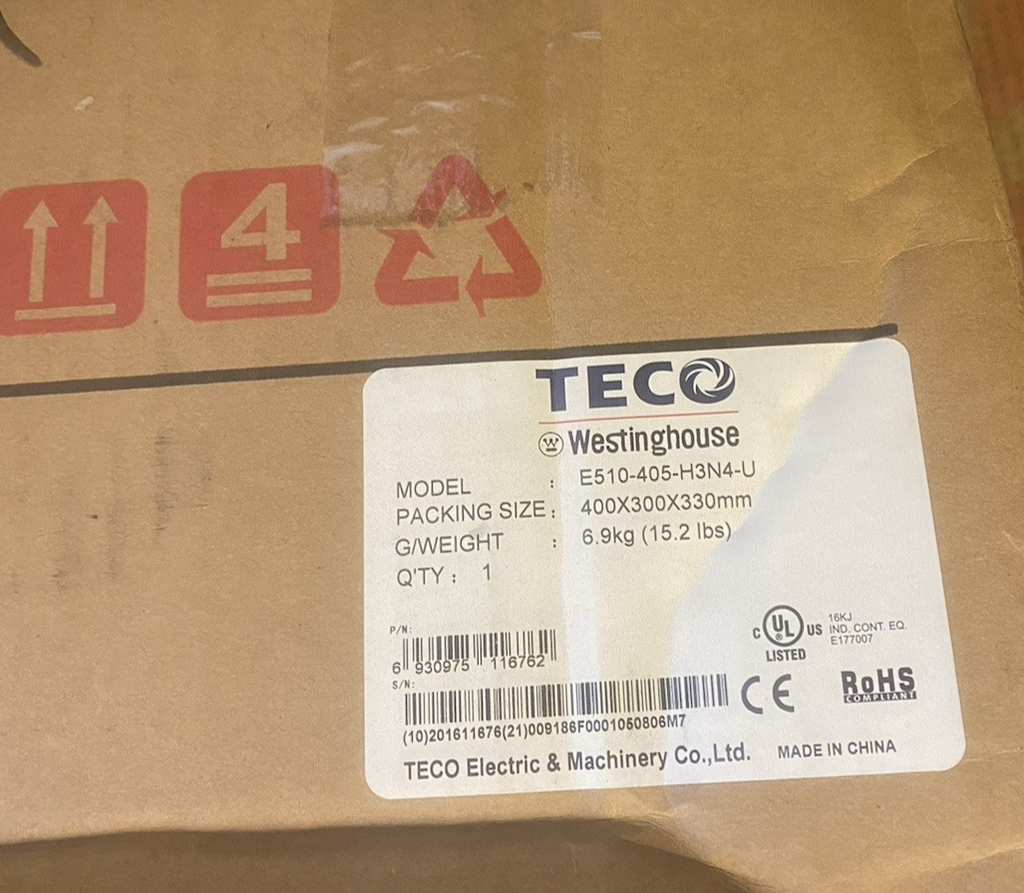 4
TECO
Westinghouse
MODEL : E510-405-H3N4-U
PACKING SIZE : 400X300X330mm
G/WEIGHT : 6.9kg (15.2 lbs)
Q'TY : 1
P/N:
6 930975 116762
S/N:
(10)201611676(21)009186F0001050806M7
C UL US
®
LISTED
16KJ
IND. CONT. EQ.
E177007
CE
RoHS
COMPLIANT
TECO Electric & Machinery Co.,Ltd. MADE IN CHINA